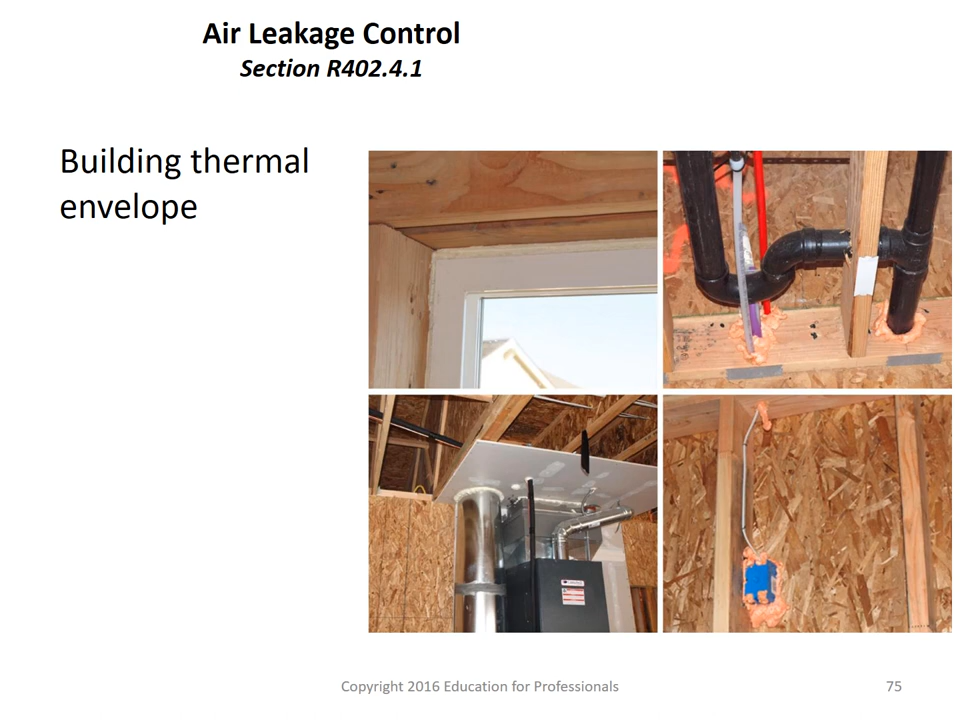 Air Leakage Control
Section R402.4.1
Building thermal
envelope
Copyright 2016 Education for Professionals
75